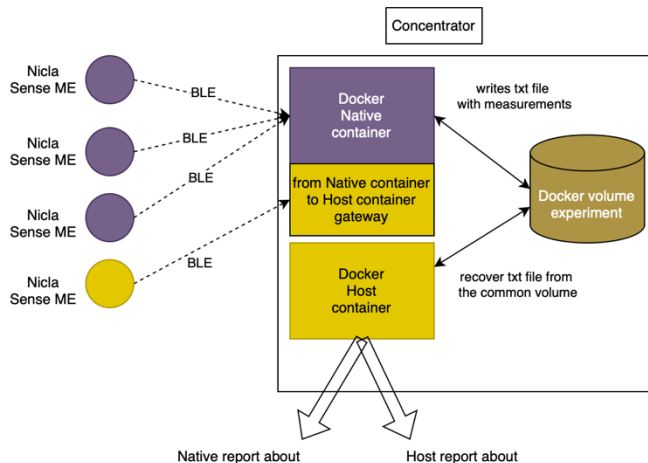 Concentrator
Nicla
Sense ME
BLE
Nicla
Sense ME
BLE
Nicla
Sense ME
BLE
Nicla
Sense ME
BLE
Docker
Native
container
from Native container
to Host container
gateway
Docker
Host
container
writes txt file
with measurements
Docker volume
experiment
recover txt file from
the common volume
Native report about
Host report about